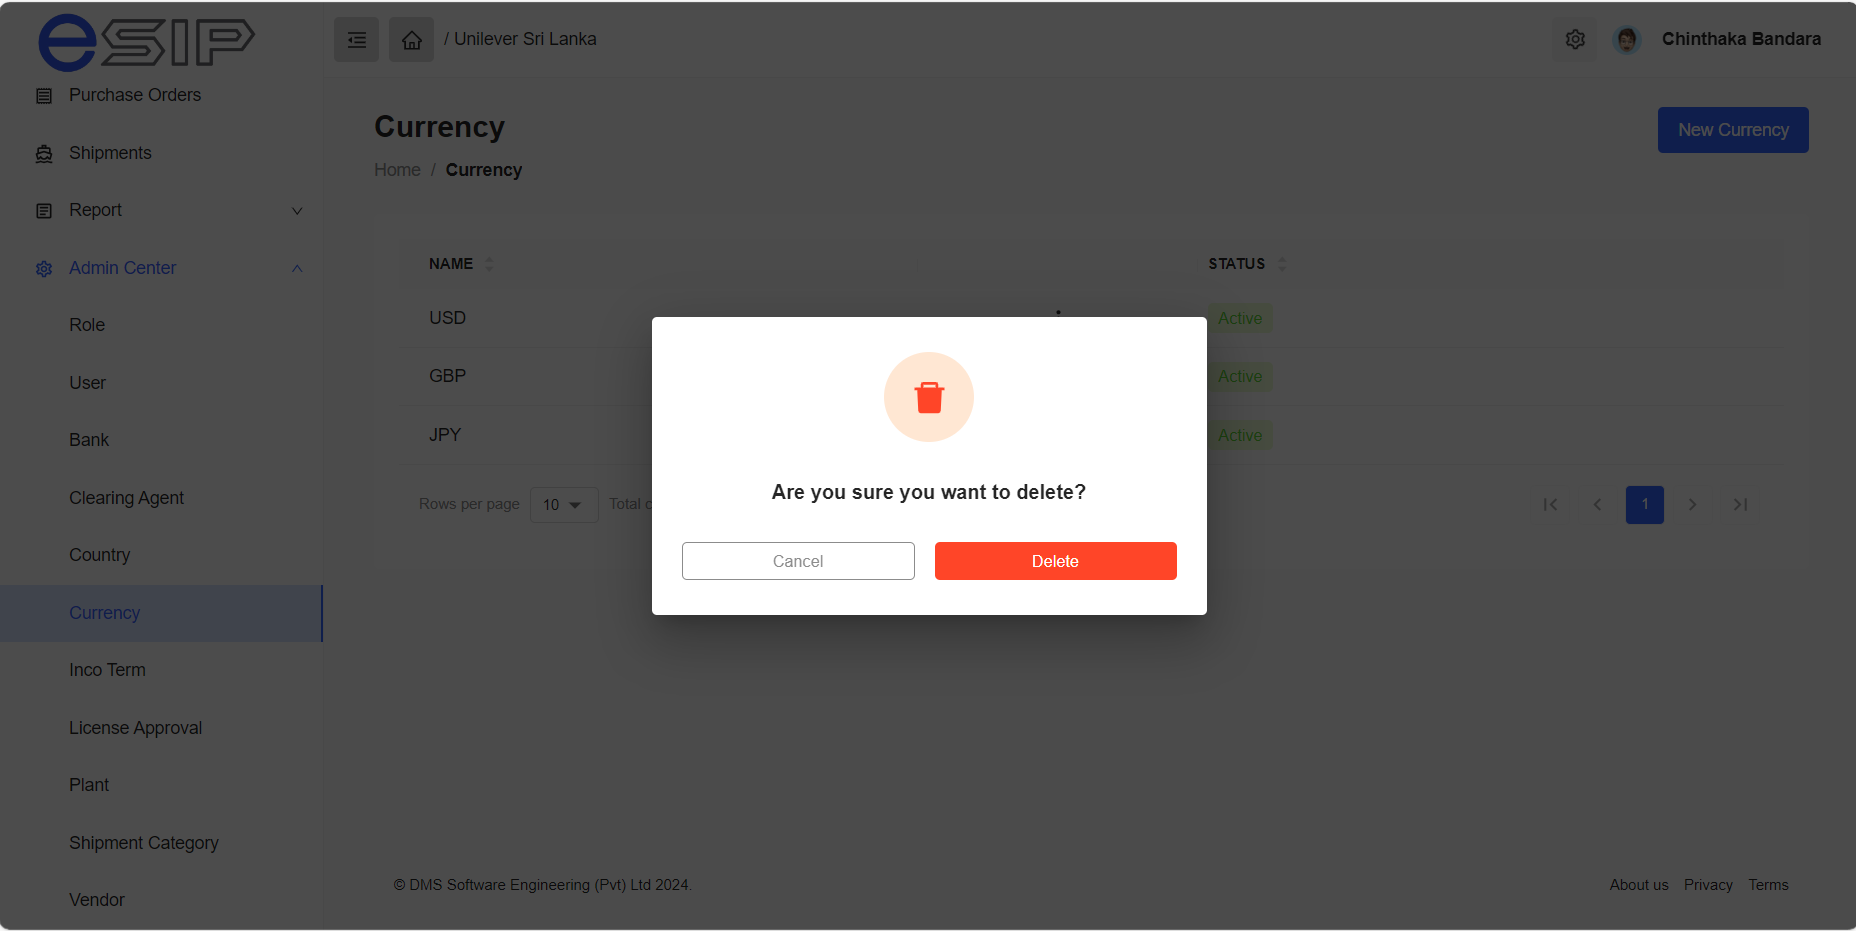 eSIP
/ Unilever Sri Lanka
Chinthaka Bandara
Purchase Orders
Shipments
Report
Admin Center
Role
User
Bank
Clearing Agent
Country
Currency
Inco Term
License Approval
Plant
Shipment Category
Vendor
Currency
New Currency
Home / Currency
NAME STATUS
USD Active
GBP Active
JPY Active
Rows per page 10 Total
1
Are you sure you want to delete?
Cancel Delete
© DMS Software Engineering (Pvt) Ltd 2024.
About us Privacy Terms